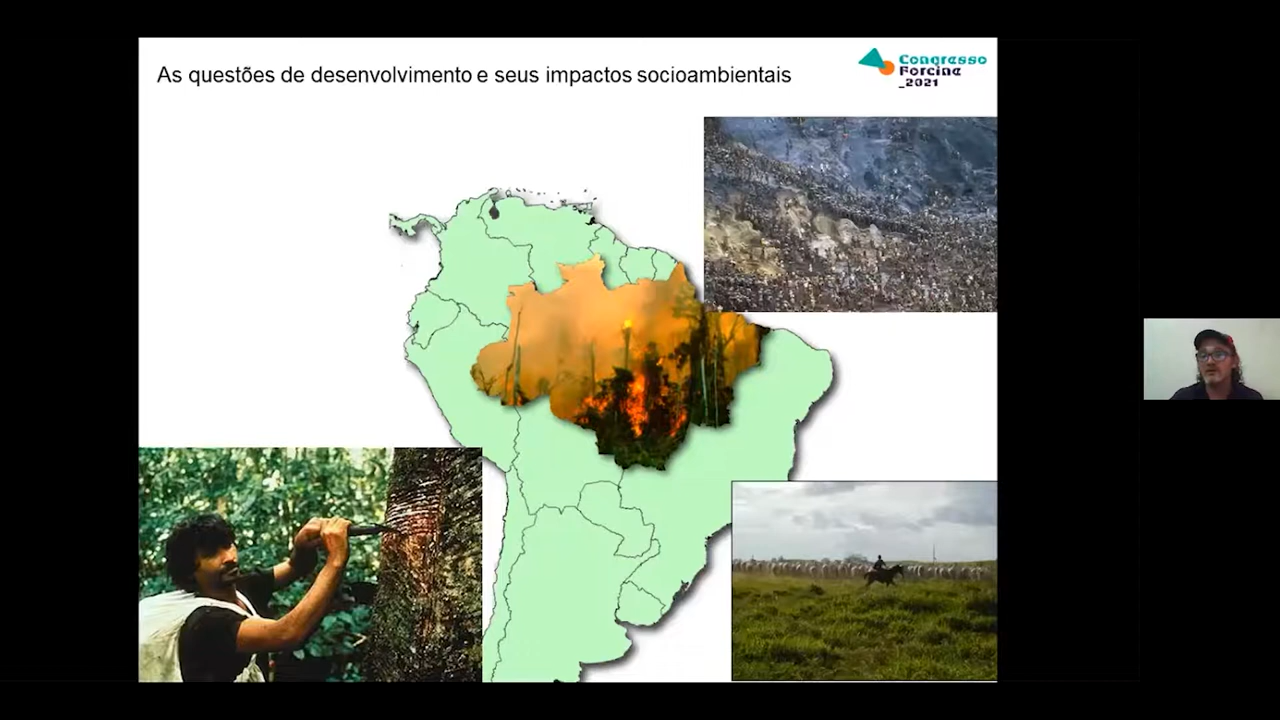 As questões de desenvolvimento e seus impactos socioambientais
Congresso
Forcine
_2021